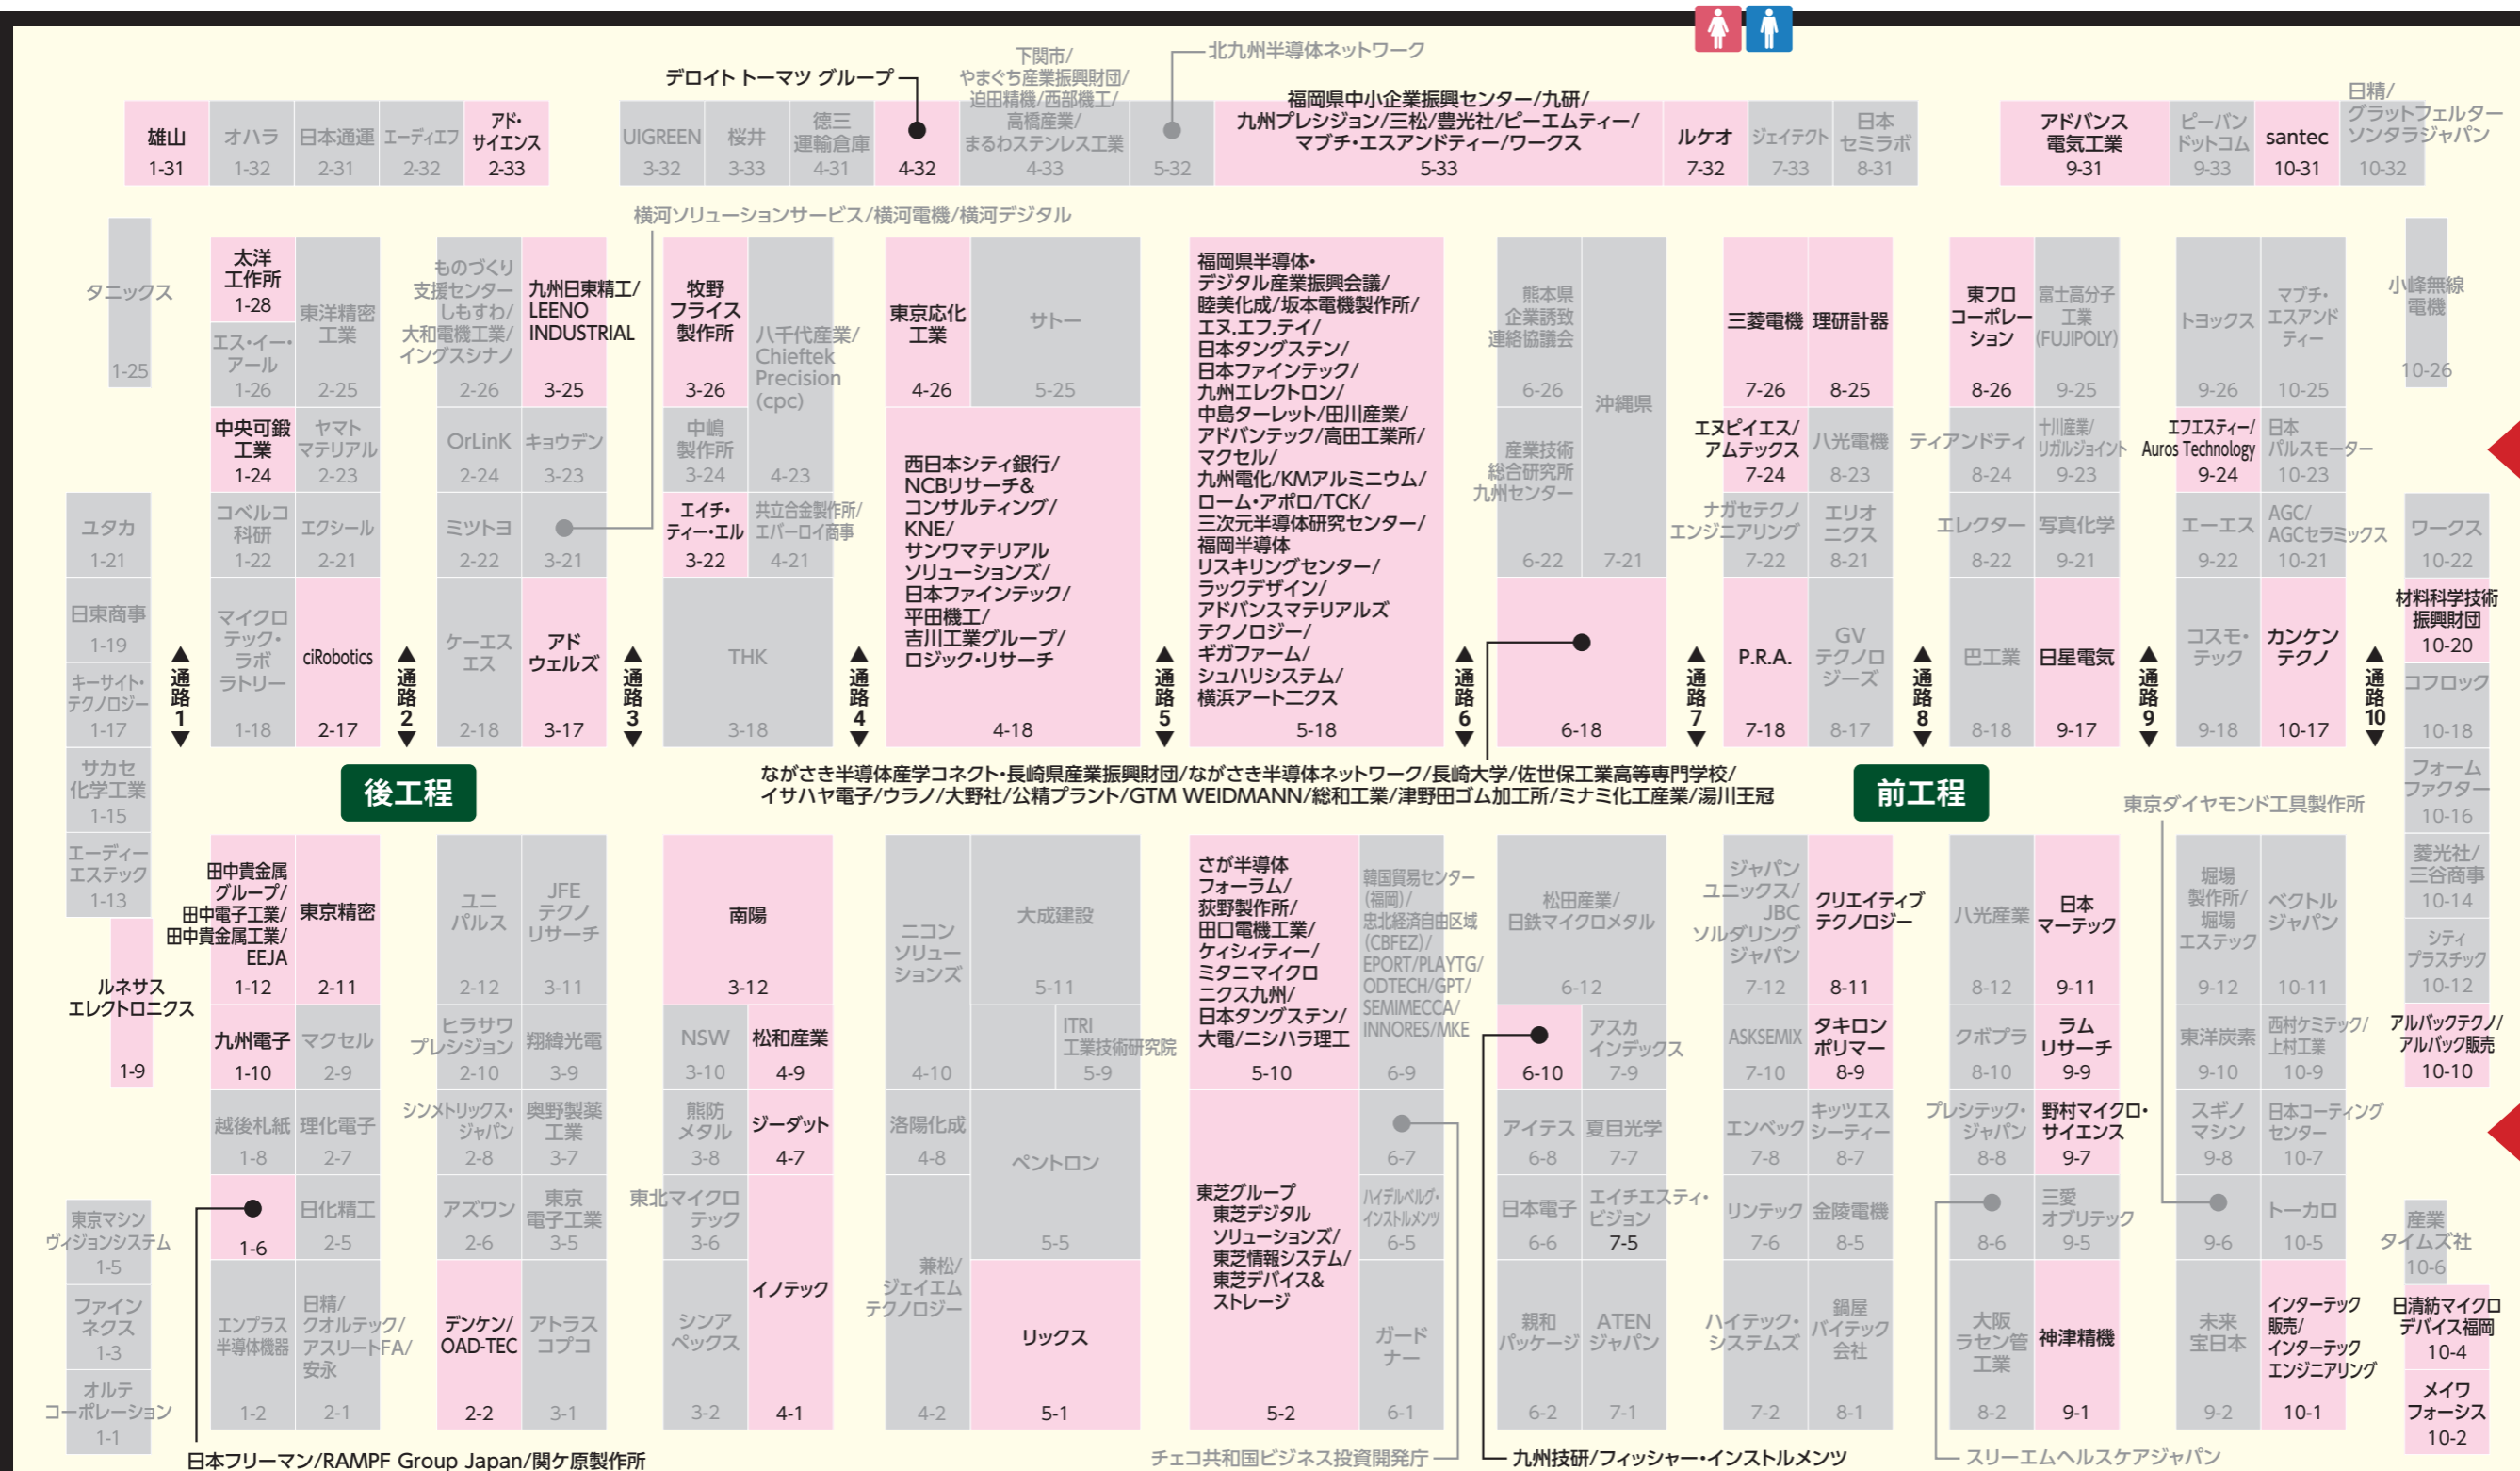 北九州半導体ネットワーク
デロイト トーマツ グループ
下関市/
やまぐち産業振興財団/
迫田精機/西部機工/
高橋産業/
まるわステンレス工業
4-33
雄山
1-31
オハラ
1-32
日本通運
2-31
エーディエフ
2-32
アド・
サイエンス
2-33
UIGREEN
3-32
桜井
3-33
徳三
運輸倉庫
4-31
4-32
5-32
福岡県中小企業振興センター/九研/
九州プレシジョン/三松/豊光社/ピーエムティー/
マブチ・エスアンドティー/ワークス
5-33
ルケオ
7-32
ジェイテクト
7-33
日本
セミラボ
8-31
アドバンス
電気工業
9-31
ピーバン
ドットコム
9-33
santec
10-31
日精/
グラットフェルター
ソンタラジャパン
10-32
横河ソリューションサービス/横河電機/横河デジタル
タニックス
1-25
太洋
工作所
1-28
エス・イー・
アール
1-26
東洋精密
工業
2-25
ものづくり
支援センター
しもすわ/
大和電機工業/
イングスシナノ
2-26
九州日東精工/
LEENO
INDUSTRIAL
3-25
牧野
フライス
製作所
3-26
八千代産業/
Chieftek
Precision
(cpc)
4-23
東京応化
工業
4-26
サトー
5-25
福岡県半導体・
デジタル産業振興会議/
睦美化成/坂本電機製作所/
エヌ.エフ.テイ/
日本タングステン/
日本ファインテック/
九州エレクトロン/
中島ターレット/田川産業/
アドバンテック/高田工業所/
マクセル/
九州電化/KMアルミニウム/
ローム・アポロ/TCK/
三次元半導体研究センター/
福岡半導体
リスキリングセンター/
ラックデザイン/
アドバンスマテリアルズ
テクノロジー/
ギガファーム/
シュハリシステム/
横浜アートニクス
5-18
熊本県
企業誘致
連絡協議会
6-26
沖縄県
7-21
三菱電機
7-26
理研計器
8-25
東フロ
コーポレー
ション
8-26
富士高分子
工業
(FUJIPOLY)
9-25
トヨックス
9-26
マブチ・
エスアンド
ティー
10-25
小峰無線
電機
10-26
中央可鍛
工業
1-24
ヤマト
マテリアル
2-23
OrLinK
2-24
キョウデン
3-23
中嶋
製作所
3-24
西日本シティ銀行/
NCBリサーチ&
コンサルティング/
KNE/
サンワマテリアル
ソリューションズ/
日本ファインテック/
平田機工/
吉川工業グループ/
ロジック・リサーチ
4-18
産業技術
総合研究所
九州センター
6-22
エヌピイエス/
アムテックス
7-24
八光電機
8-23
ティアンドティ
8-24
十川産業/
リガルジョイント
9-23
エフエスティー/
Auros Technology
9-24
日本
パルスモーター
10-23
ユタカ
1-21
コベルコ
科研
1-22
エクシール
2-21
ミツトヨ
2-22
3-21
エイチ・
ティー・エル
3-22
共立合金製作所/
エバーロイ商事
4-21
ナガセテクノ
エンジニアリング
7-22
エリオ
ニクス
8-21
エレクター
8-22
写真化学
9-21
エーエス
9-22
AGC/
AGCセラミックス
10-21
ワークス
10-22
日東商事
1-19
マイクロ
テック・
ラボ
ラトリー
1-18
ciRobotics
2-17
ケーエス
エス
2-18
アド
ウェルズ
3-17
THK
3-18
6-18
P.R.A.
7-18
GV
テクノロ
ジーズ
8-17
巴工業
8-18
日星電気
9-17
コスモ・
テック
9-18
カンケン
テクノ
10-17
材料科学技術
振興財団
10-20
キーサイト・
テクノロジー
1-17
コフロック
10-18
通路1
通路2
通路3
通路4
通路5
通路6
通路7
通路8
通路9
通路10
サカセ
化学工業
1-15
後工程
ながさき半導体産学コネクト・長崎県産業振興財団/ながさき半導体ネットワーク/長崎大学/佐世保工業高等専門学校/
イサハヤ電子/ウラノ/大野社/公精プラント/GTM WEIDMANN/総和工業/津野田ゴム加工所/ミナミ化工産業/湯川王冠
前工程
東京ダイヤモンド工具製作所
フォーム
ファクター
10-16
エーディー
エステック
1-13
田中貴金属
グループ/
田中電子工業/
田中貴金属工業/
EEJA
1-12
東京精密
2-11
ユニ
パルス
2-12
JFE
テクノ
リサーチ
3-11
南陽
3-12
ニコン
ソリュー
ションズ
4-10
大成建設
5-11
さが半導体
フォーラム/
荻野製作所/
田口電機工業/
ケィシィティー/
ミタニマイクロ
ニクス九州/
日本タングステン/
大電/ニシハラ理工
5-10
韓国貿易センター
(福岡)/
忠北経済自由区域
(CBFEZ)/
EPORT/PLAYTG/
ODTECH/GPT/
SEMIMECCA/
INNORES/MKE
6-9
松田産業/
日鉄マイクロメタル
6-12
ジャパン
ユニックス/
JBC
ソルダリング
ジャパン
7-12
クリエイティブ
テクノロジー
8-11
八光産業
8-12
日本
マーテック
9-11
堀場
製作所/
堀場
エステック
9-12
ベクトル
ジャパン
10-11
菱光社/
三谷商事
10-14
シティ
プラスチック
10-12
ルネサス
エレクトロニクス
1-9
九州電子
1-10
マクセル
2-9
ヒラサワ
プレシジョン
2-10
翔緯光電
3-9
NSW
3-10
松和産業
4-9
ITRI
工業技術研究院
5-9
6-10
アスカ
インデックス
7-9
ASKSEMIX
7-10
タキロン
ポリマー
8-9
クボプラ
8-10
ラム
リサーチ
9-9
東洋炭素
9-10
西村ケミテック/
上村工業
10-9
アルバックテクノ/
アルバック販売
10-10
越後札紙
1-8
理化電子
2-7
シンメトリックス・
ジャパン
2-8
奥野製薬
工業
3-7
熊防
メタル
3-8
ジーダット
4-7
洛陽化成
4-8
ペントロン
5-5
6-7
アイテス
6-8
夏目光学
7-7
エンベック
7-8
キッツエス
シーティー
8-7
プレシテック・
ジャパン
8-8
野村マイクロ・
サイエンス
9-7
スギノ
マシン
9-8
日本コーティング
センター
10-7
東京マシン
ヴィジョンシステム
1-5
1-6
日化精工
2-5
アズワン
2-6
東京
電子工業
3-5
東北マイクロ
テック
3-6
イノテック
4-1
兼松/
ジェイエム
テクノロジー
4-2
東芝グループ
東芝デジタル
ソリューションズ/
東芝情報システム/
東芝デバイス&
ストレージ
5-2
ハイデルベルグ・
インストルメンツ
6-5
日本電子
6-6
エイチエスティ・
ビジョン
7-5
リンテック
7-6
金陵電機
8-5
8-6
三愛
オブリテック
9-5
9-6
トーカロ
10-5
産業
タイムズ社
10-6
ファイン
ネクス
1-3
エンプラス
半導体機器
1-2
日精/
クオルテック/
アスリートFA/
安永
2-1
デンケン/
OAD-TEC
2-2
アトラス
コプコ
3-1
シンア
ペックス
3-2
リックス
5-1
ガード
ナー
6-1
親和
パッケージ
6-2
ATEN
ジャパン
7-1
ハイテック・
システムズ
7-2
鍋屋
バイテック
会社
8-1
大阪
ラセン管
工業
8-2
神津精機
9-1
未来
宝日本
9-2
インターテック
販売/
インターテック
エンジニアリング
10-1
日清紡マイクロ
デバイス福岡
10-4
オルテ
コーポレーション
1-1
メイワ
フォーシス
10-2
日本フリーマン/RAMPF Group Japan/関ケ原製作所
チェコ共和国ビジネス投資開発庁
九州技研/フィッシャー・インストルメンツ
スリーエムヘルスケアジャパン